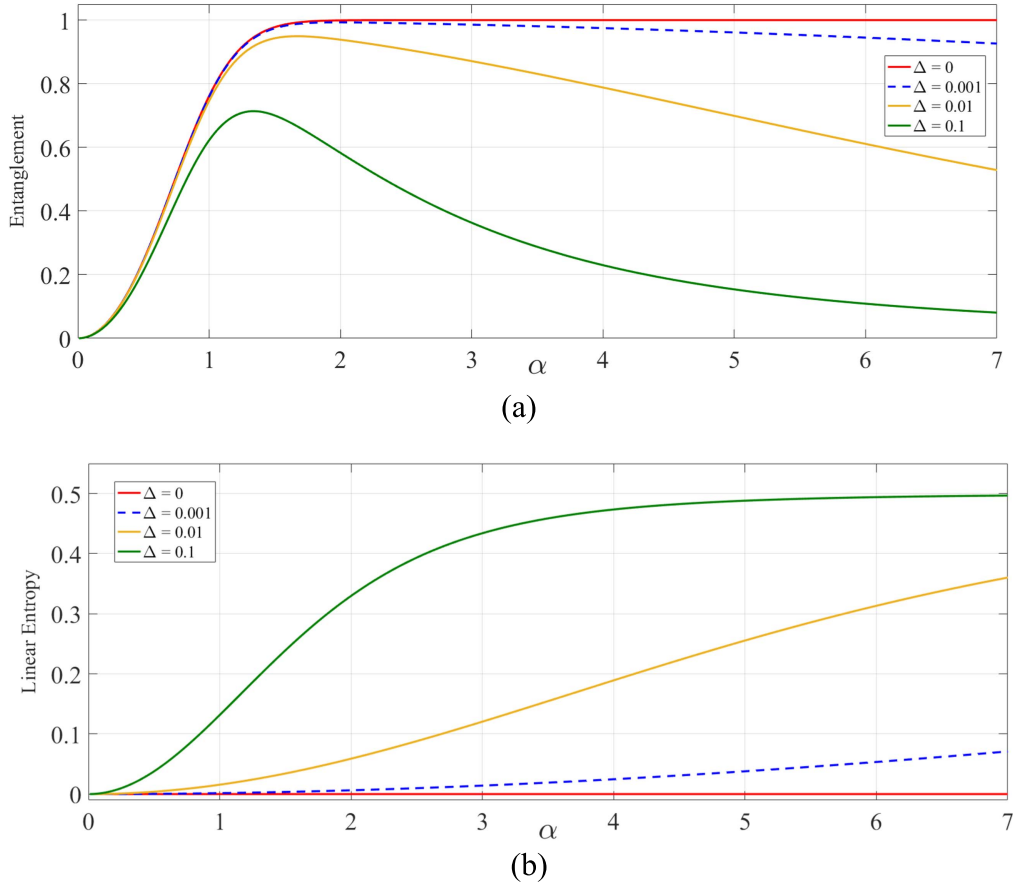 1
0.8
0.6
0.4
0.2
0
Entanglement
Δ = 0
Δ = 0.001
Δ = 0.01
Δ = 0.1
0 1 2 3 4 5 6 7
α
(a)
0.5
0.4
0.3
0.2
0.1
0
Linear Entropy
Δ = 0
Δ = 0.001
Δ = 0.01
Δ = 0.1
0 1 2 3 4 5 6 7
α
(b)